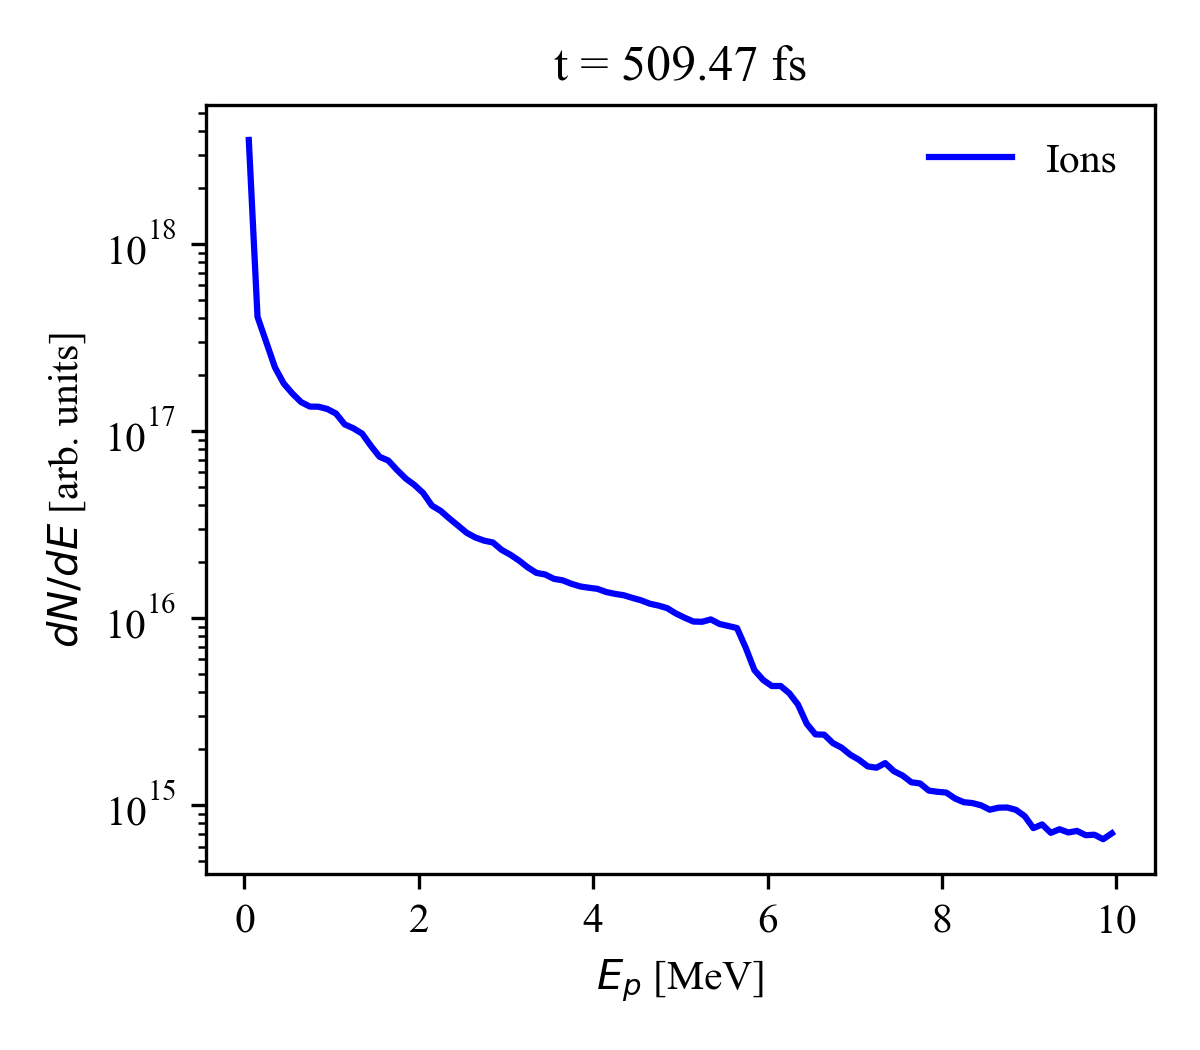 t = 509.47 fs
Ions
10^18
10^17
10^16
10^15
dN/dE [arb. units]
0 2 4 6 8 10
E_p [MeV]